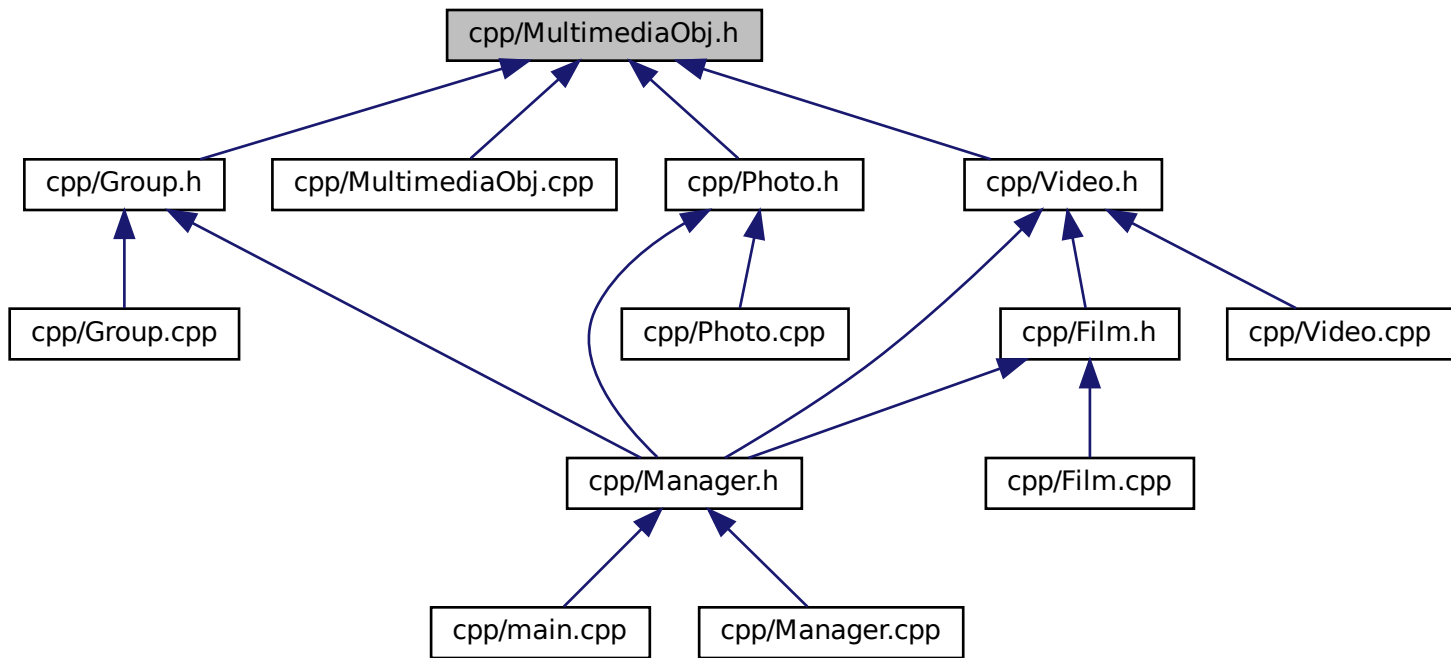 cpp/MultimediaObj.h
cpp/Group.h
cpp/MultimediaObj.cpp
cpp/Photo.h
cpp/Video.h
cpp/Group.cpp
cpp/Photo.cpp
cpp/Film.h
cpp/Video.cpp
cpp/Manager.h
cpp/Film.cpp
cpp/main.cpp
cpp/Manager.cpp